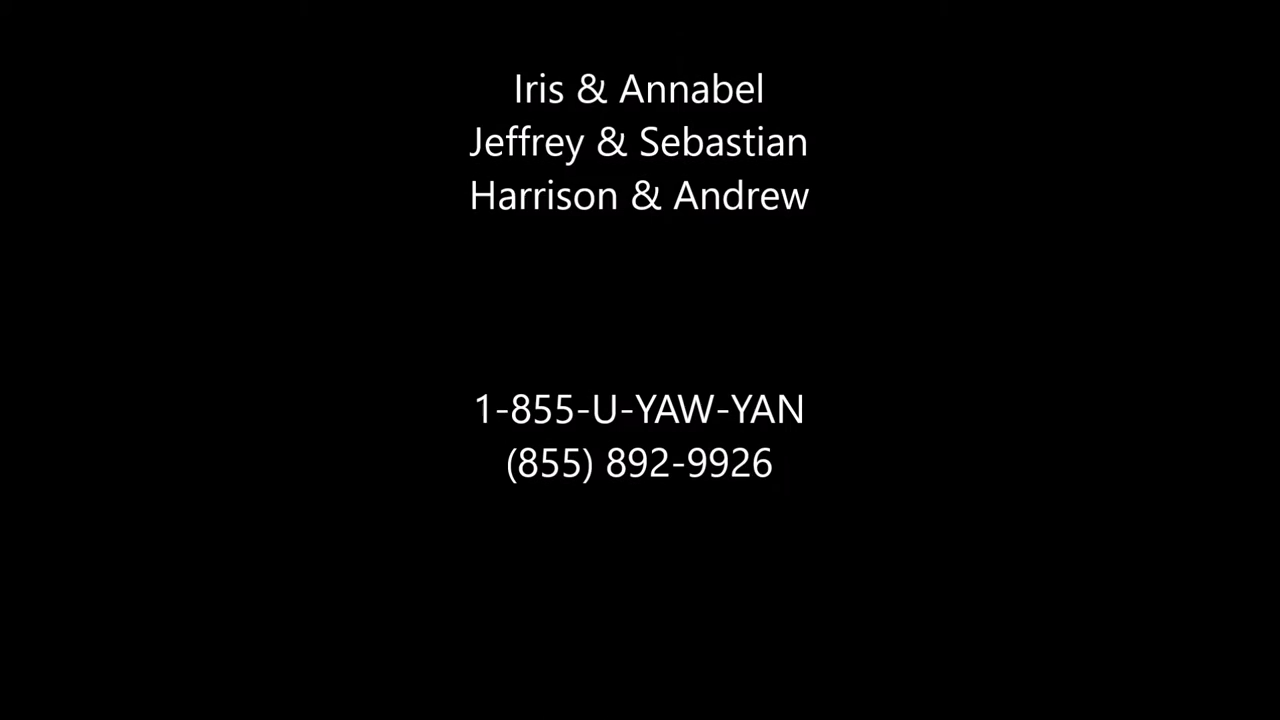 Iris & Annabel
Jeffrey & Sebastian
Harrison & Andrew
1-855-U-YAW-YAN
(855) 892-9926